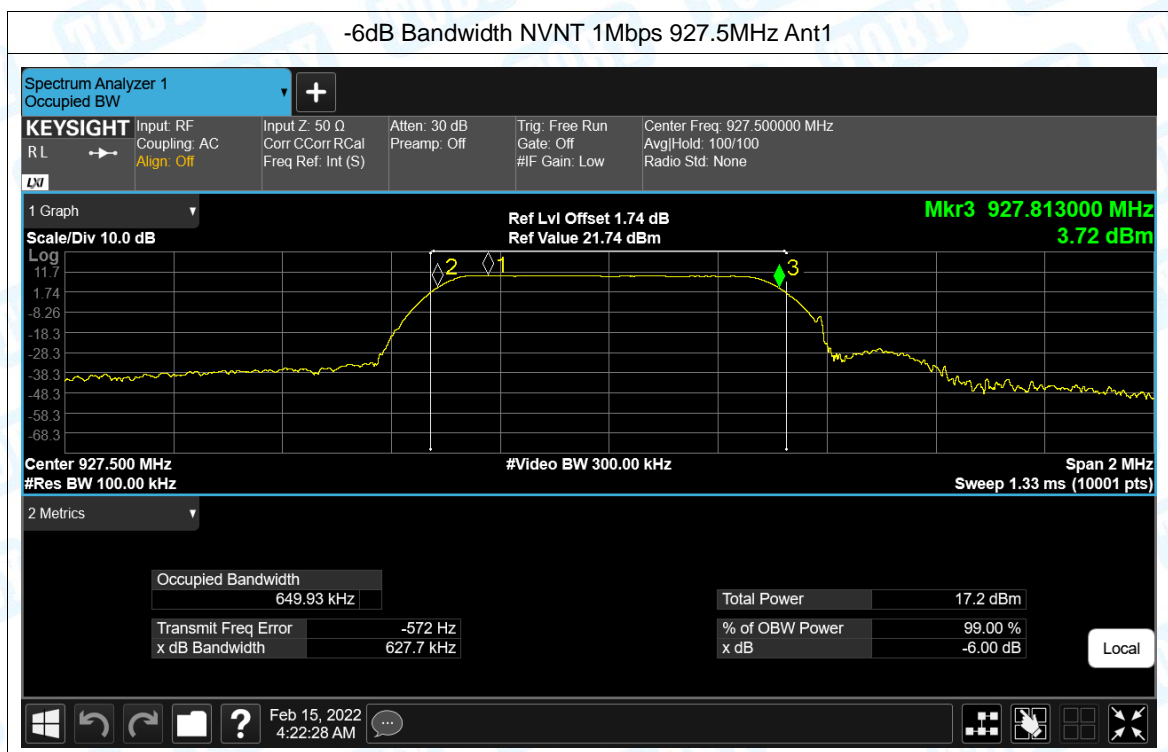 -6dB Bandwidth NVNT 1Mbps 927.5MHz Ant1
Spectrum Analyzer 1
Occupied BW
KEYSIGHT
RL
LXI
Input: RF
Coupling: AC
Align: Off
Input Z: 50 Ω
Corr CCorr RCal
Freq Ref: Int (S)
Atten: 30 dB
Preamp: Off
Trig: Free Run
Gate: Off
#IF Gain: Low
Center Freq: 927.500000 MHz
Avg|Hold: 100/100
Radio Std: None
1 Graph
Scale/Div 10.0 dB
Ref Lvl Offset 1.74 dB
Ref Value 21.74 dBm
Mkr3 927.813000 MHz
3.72 dBm
Log
11.7
1.74
-8.26
-18.3
-28.3
-38.3
-48.3
-58.3
-68.3
2
1
3
Center 927.500 MHz
#Video BW 300.00 kHz
Span 2 MHz
#Res BW 100.00 kHz
Sweep 1.33 ms (10001 pts)
2 Metrics
Occupied Bandwidth
649.93 kHz
Total Power 17.2 dBm
Transmit Freq Error -572 Hz
% of OBW Power 99.00 %
x dB Bandwidth 627.7 kHz
x dB -6.00 dB
Local
Feb 15, 2022
4:22:28 AM
TOBY